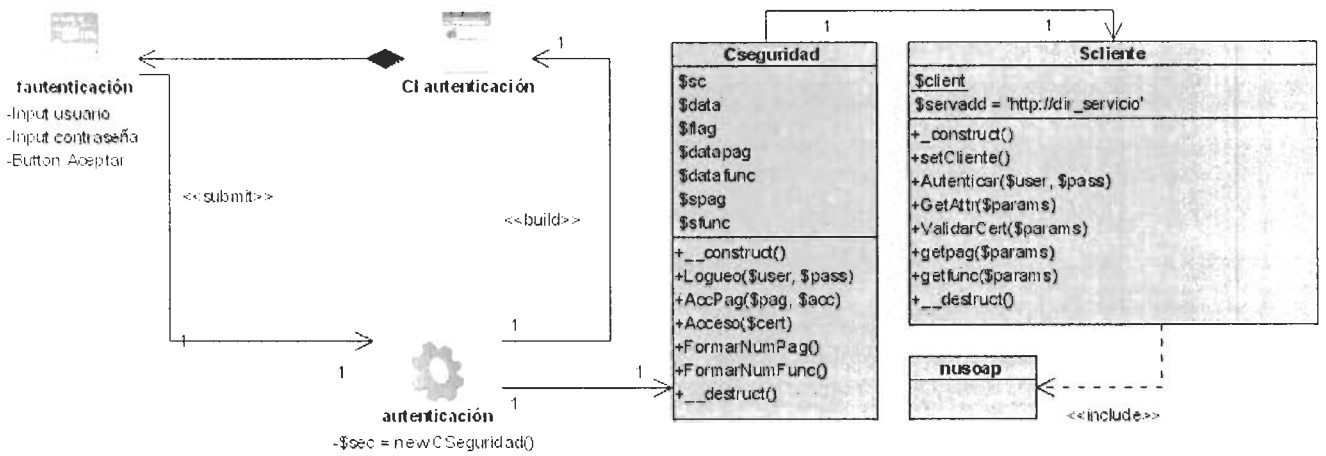 fautenticación
-Input usuario
-Input contraseña
-Button Aceptar
<<submit>>
1
1
Cl autenticación
1
<<build>>
1
autenticación
-$sec = new CSeguridad()
1
1
Cseguridad
$sc
$data
$flag
$datapag
$datafunc
$spag
$sfunc
+__construct()
+Logueo($user, $pass)
+AccPag($pag, $acc)
+Acceso($cert)
+FormarNumPag()
+FormarNumFunc()
+__destruct()
1
1
Scliente
$client
$servadd = 'http://dir_servicio'
+_construct()
+setCliente()
+Autenticar($user, $pass)
+GetAttr($params)
+ValidarCert($params)
+getpag($params)
+getfunc($params)
+__destruct()
nusoap
<<include>>